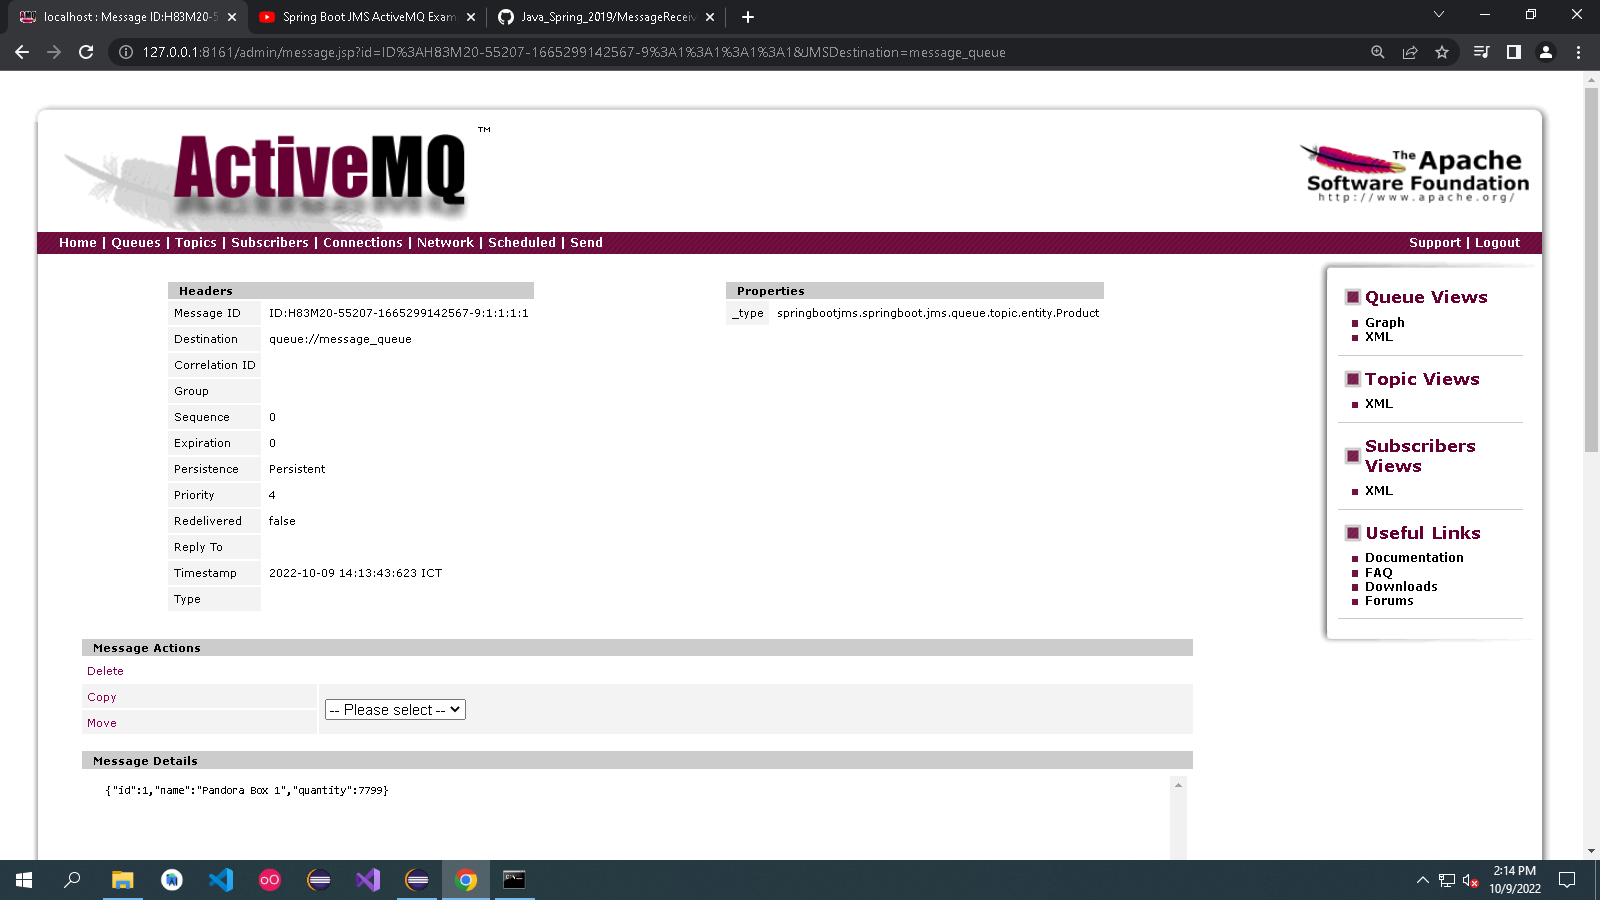 localhost : Message ID:H83M20-5
Spring Boot JMS ActiveMQ Exam
Java_Spring_2019/MessageReceiv
127.0.0.1:8161/admin/message.jsp?id=ID%3AH83M20-55207-1665299142567-9%3A1%3A1%3A1%3A1&JMSDestination=message_queue
ActiveMQ ™
The Apache
Software Foundation
http://www.apache.org/
Home | Queues | Topics | Subscribers | Connections | Network | Scheduled | Send
Support | Logout
Headers
Message ID ID:H83M20-55207-1665299142567-9:1:1:1:1
Destination queue://message_queue
Correlation ID
Group
Sequence 0
Expiration 0
Persistence Persistent
Priority 4
Redelivered false
Reply To
Timestamp 2022-10-09 14:13:43:623 ICT
Type
Properties
_type springbootjms.springboot.jms.queue.topic.entity.Product
Queue Views
Graph
XML
Topic Views
XML
Subscribers
Views
XML
Useful Links
Documentation
FAQ
Downloads
Forums
Message Actions
Delete
Copy
Move
-- Please select --
Message Details
{"id":1,"name":"Pandora Box 1","quantity":7799}
2:14 PM
10/9/2022